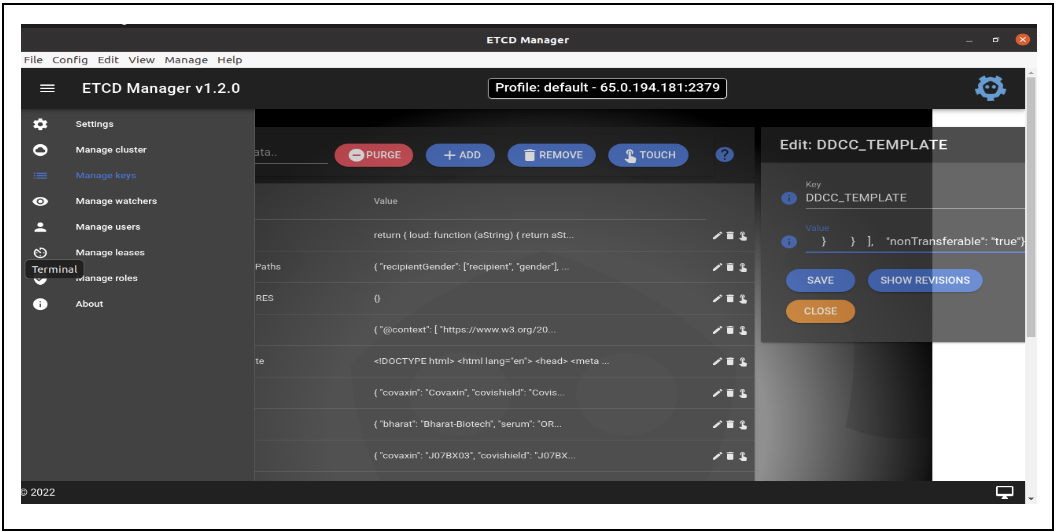 ETCD Manager
File Config Edit View Manage Help
ETCD Manager v1.2.0
Profile: default - 65.0.194.181:2379
Settings
Manage cluster
Manage keys
Manage watchers
Manage users
Manage leases
Terminal
Manage roles
About
ata..
PURGE
+ ADD
REMOVE
TOUCH
?
Value
return { loud: function (aString) { return aSt...
Paths { "recipientGender": ["recipient", "gender"], ...
RES {}
{ "@context": [ "https://www.w3.org/20...
te <!DOCTYPE html> <html lang="en"> <head> <meta ...
{ "covaxin": "Covaxin", "covishield": "Covis...
{ "bharat": "Bharat-Biotech", "serum": "OR...
{ "covaxin": "J07BX03", "covishield": "J07BX...
Edit: DDCC_TEMPLATE
Key
DDCC_TEMPLATE
Value
} } ], "nonTransferable": "true"}
SAVE
SHOW REVISIONS
CLOSE
© 2022